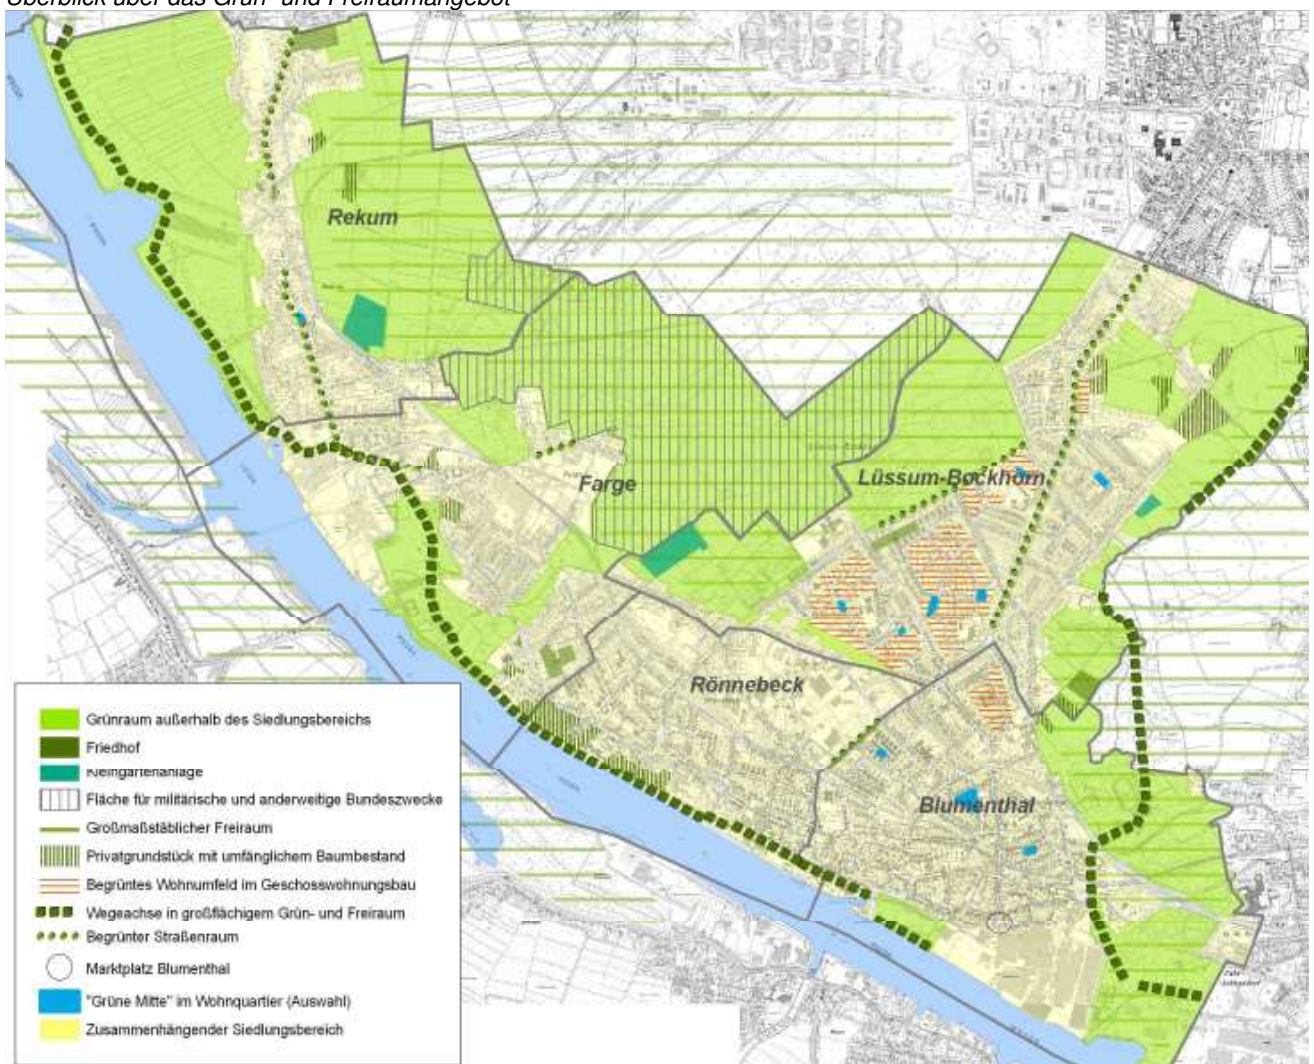 Überblick über das Grün- und Freiraumangebot
Rekum
Farge
Lüssum-Bockhorn
Rönnebeck
Blumenthal
Grünraum außerhalb des Siedlungsbereichs
Friedhof
Kleingartenanlage
Fläche für militärische und anderweitige Bundeszwecke
Großmaßstäblicher Freiraum
Privatgrundstück mit umfänglichem Baumbestand
Begrüntes Wohnumfeld im Geschosswohnungsbau
Wegeachse in großflächigem Grün- und Freiraum
Begrünter Straßenraum
Marktplatz Blumenthal
"Grüne Mitte" im Wohnquartier (Auswahl)
Zusammenhängender Siedlungsbereich